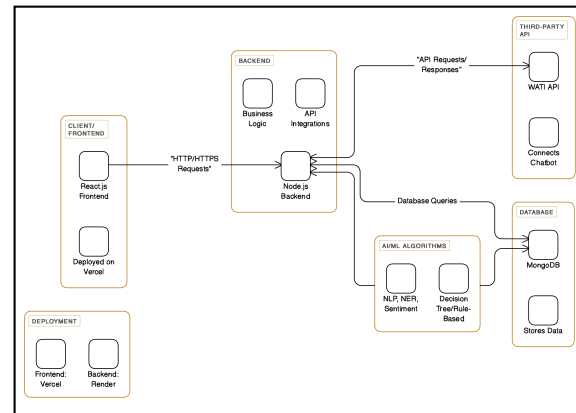 THIRD-PARTY
API
WATI API
Connects
Chatbot
"API Requests/
Responses"
BACKEND
Business
Logic
API
Integrations
Node.js
Backend
CLIENT/
FRONTEND
React.js
Frontend
Deployed on
Vercel
"HTTP/HTTPS
Requests"
Database Queries
DATABASE
MongoDB
Stores Data
AI/ML ALGORITHMS
NLP, NER,
Sentiment
Decision
Tree/Rule-
Based
DEPLOYMENT
Frontend:
Vercel
Backend:
Render